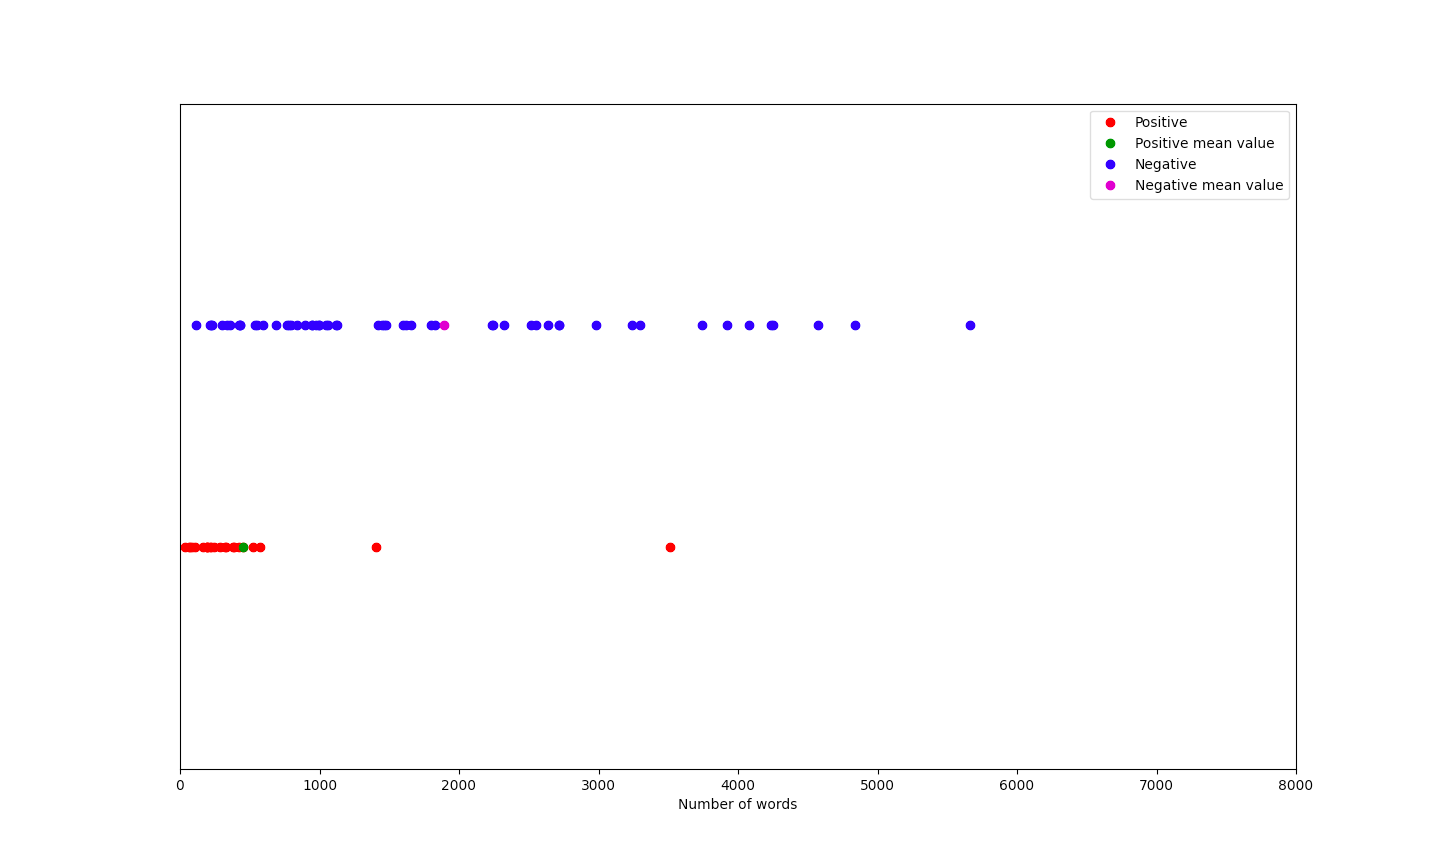 Positive
Positive mean value
Negative
Negative mean value
0 1000 2000 3000 4000 5000 6000 7000 8000
Number of words